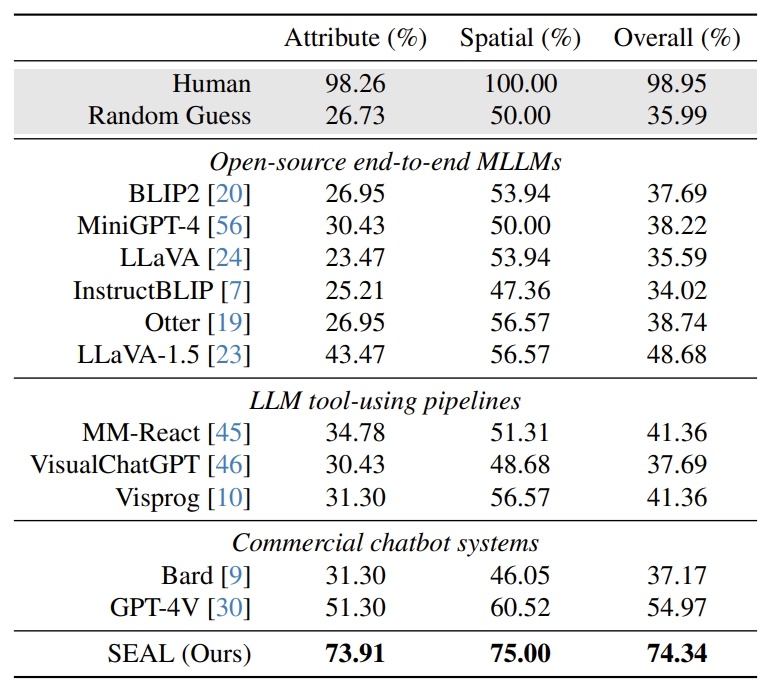 Attribute (%) Spatial (%) Overall (%)
Human 98.26 100.00 98.95
Random Guess 26.73 50.00 35.99
Open-source end-to-end MLLMs
BLIP2 [20] 26.95 53.94 37.69
MiniGPT-4 [56] 30.43 50.00 38.22
LLaVA [24] 23.47 53.94 35.59
InstructBLIP [7] 25.21 47.36 34.02
Otter [19] 26.95 56.57 38.74
LLaVA-1.5 [23] 43.47 56.57 48.68
LLM tool-using pipelines
MM-React [45] 34.78 51.31 41.36
VisualChatGPT [46] 30.43 48.68 37.69
Visprog [10] 31.30 56.57 41.36
Commercial chatbot systems
Bard [9] 31.30 46.05 37.17
GPT-4V [30] 51.30 60.52 54.97
SEAL (Ours) 73.91 75.00 74.34